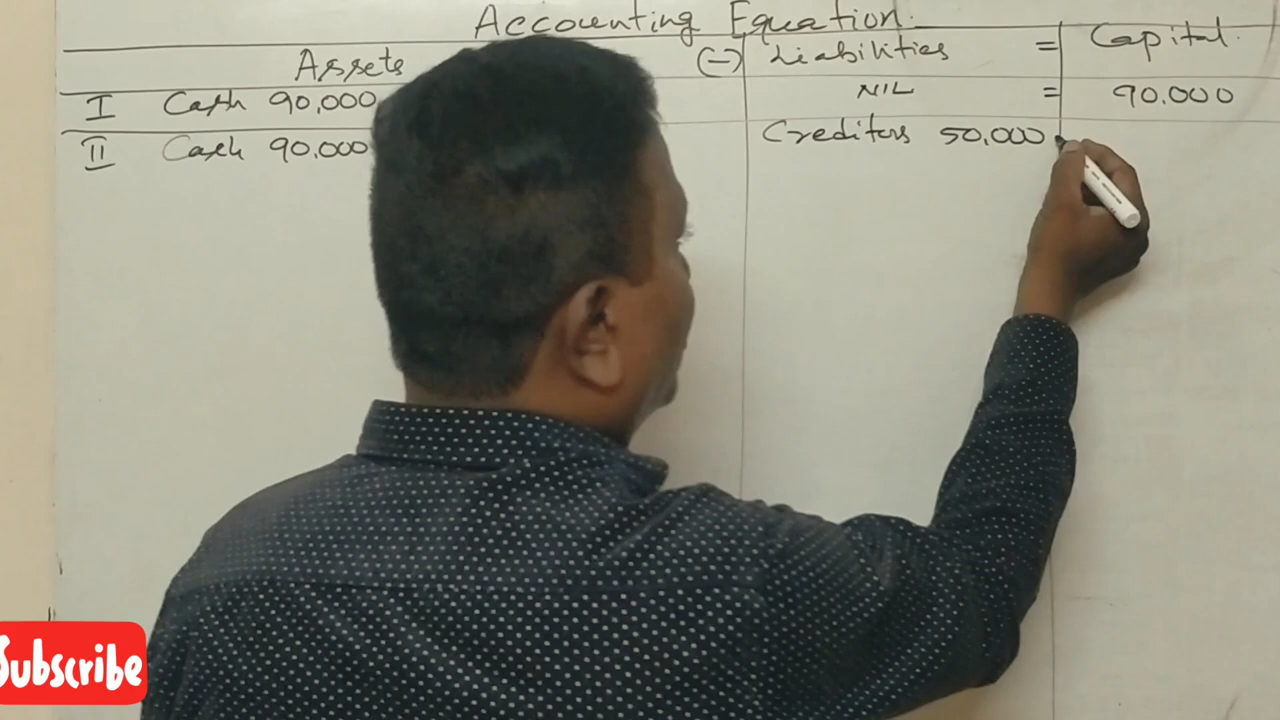 Accounting Equation.
Assets (-) Liabilities = Capital.
I Cash 90,000 NIL = 90.000
II Cash 90,000 Creditors 50,000
Subscribe